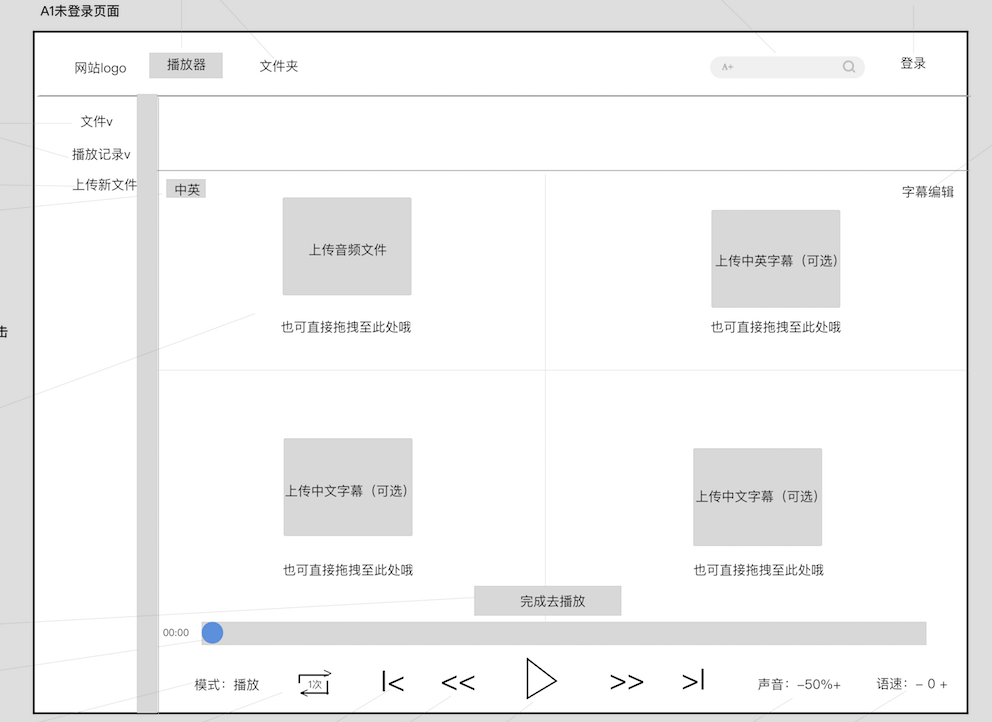 A1未登录页面
网站logo
播放器
文件夹
A+
登录
文件v
播放记录v
上传新文件
中英
字幕编辑
上传音频文件
上传中英字幕（可选）
也可直接拖拽至此处哦
也可直接拖拽至此处哦
击
上传中文字幕（可选）
上传中文字幕（可选）
也可直接拖拽至此处哦
也可直接拖拽至此处哦
完成去播放
00:00
模式：播放
1次
声音：-50%+
语速：- 0 +